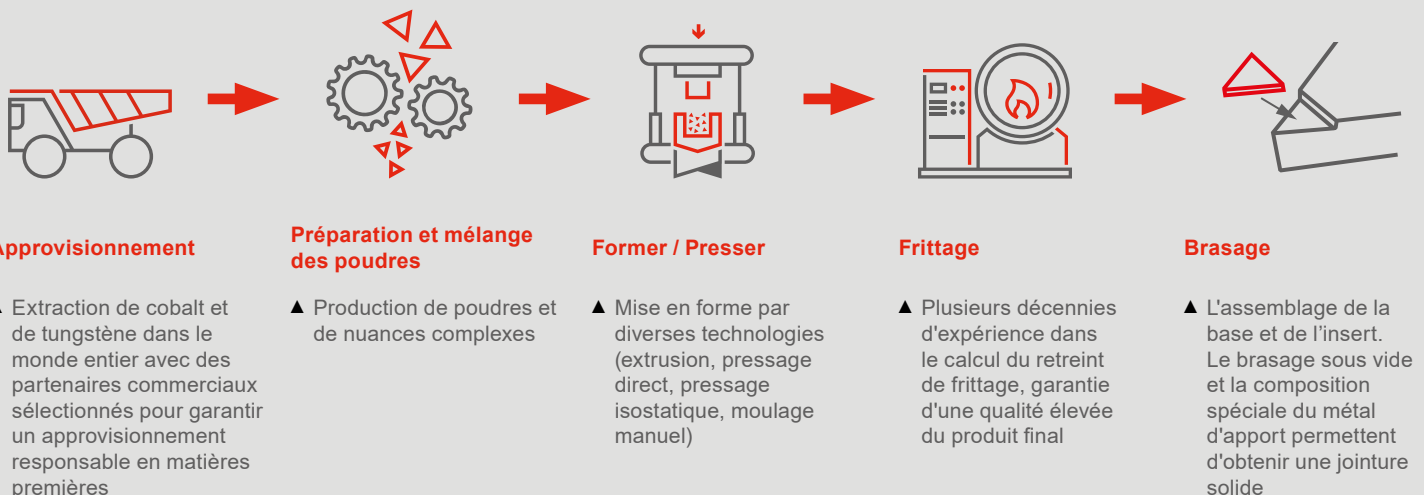 Approvisionnement
▲ Extraction de cobalt et
de tungstène dans le
monde entier avec des
partenaires commerciaux
sélectionnés pour garantir
un approvisionnement
responsable en matières
premières
Préparation et mélange
des poudres
▲ Production de poudres et
de nuances complexes
Former / Presser
▲ Mise en forme par
diverses technologies
(extrusion, pressage
direct, pressage
isostatique, moulage
manuel)
Frittage
▲ Plusieurs décennies
d'expérience dans
le calcul du retreint
de frittage, garantie
d'une qualité élevée
du produit final
Brasage
▲ L'assemblage de la
base et de l’insert.
Le brasage sous vide
et la composition
spéciale du métal
d'apport permettent
d'obtenir une jointure
solide